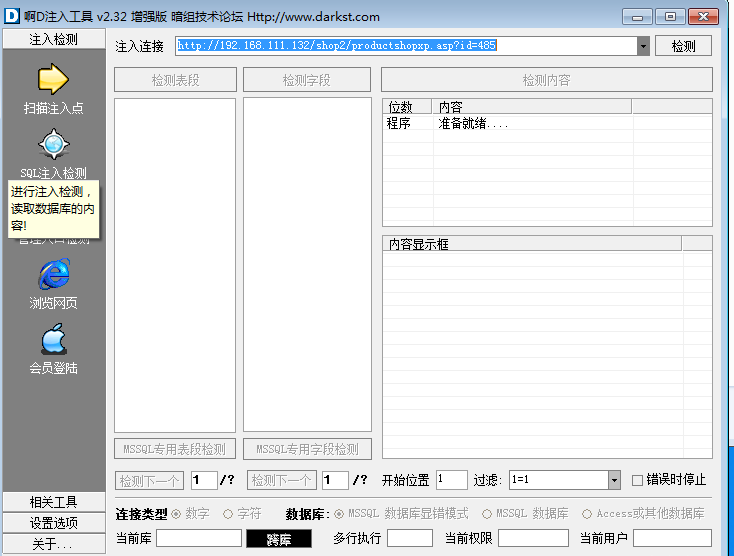 啊D注入工具 v2.32 增强版 暗组技术论坛 Http://www.darkst.com
注入检测
注入连接 http://192.168.111.132/shop2/productshopxp.asp?id=485 检测
检测表段 检测字段 检测内容
扫描注入点
位数 内容
程序 准备就绪....
SQL注入检测
进行注入检测，
读取数据库的内
容!
管理入口检测
内容显示框
浏览网页
会员登陆
MSSQL专用表段检测 MSSQL专用字段检测
检测下一个 1 /? 检测下一个 1 /? 开始位置 1 过滤: 1=1 错误时停止
相关工具
连接类型 数字 字符 数据库: MSSQL 数据库显错模式 MSSQL 数据库 Access或其他数据库
设置选项
当前库 跨库 多行执行 当前权限 当前用户
关于...